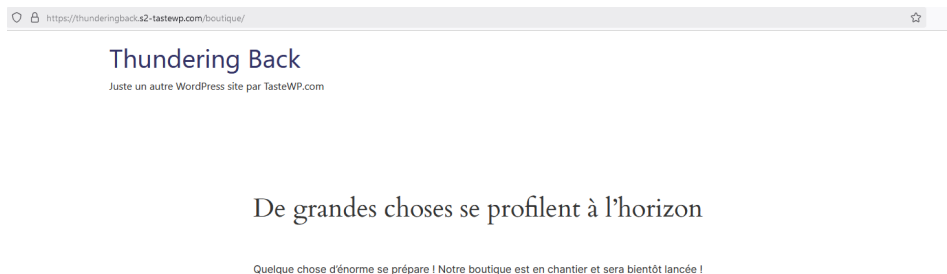 https://thunderingback.s2-tastewp.com/boutique/
Thundering Back
Juste un autre WordPress site par TasteWP.com
De grandes choses se profilent à l’horizon
Quelque chose d’énorme se prépare ! Notre boutique est en chantier et sera bientôt lancée !